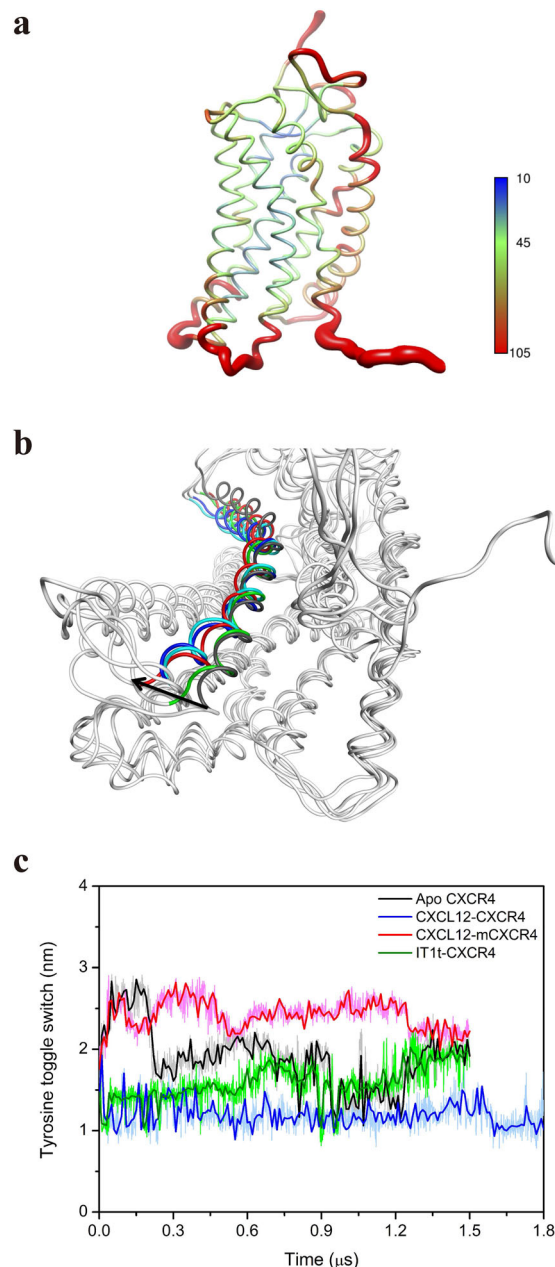 a
10
45
105
b
c
Apo CXCR4
CXCL12-CXCR4
CXCL12-mCXCR4
IT1t-CXCR4
Tyrosine toggle switch (nm)
4
3
2
1
0
0.0 0.3 0.6 0.9 1.2 1.5 1.8
Time (μs)